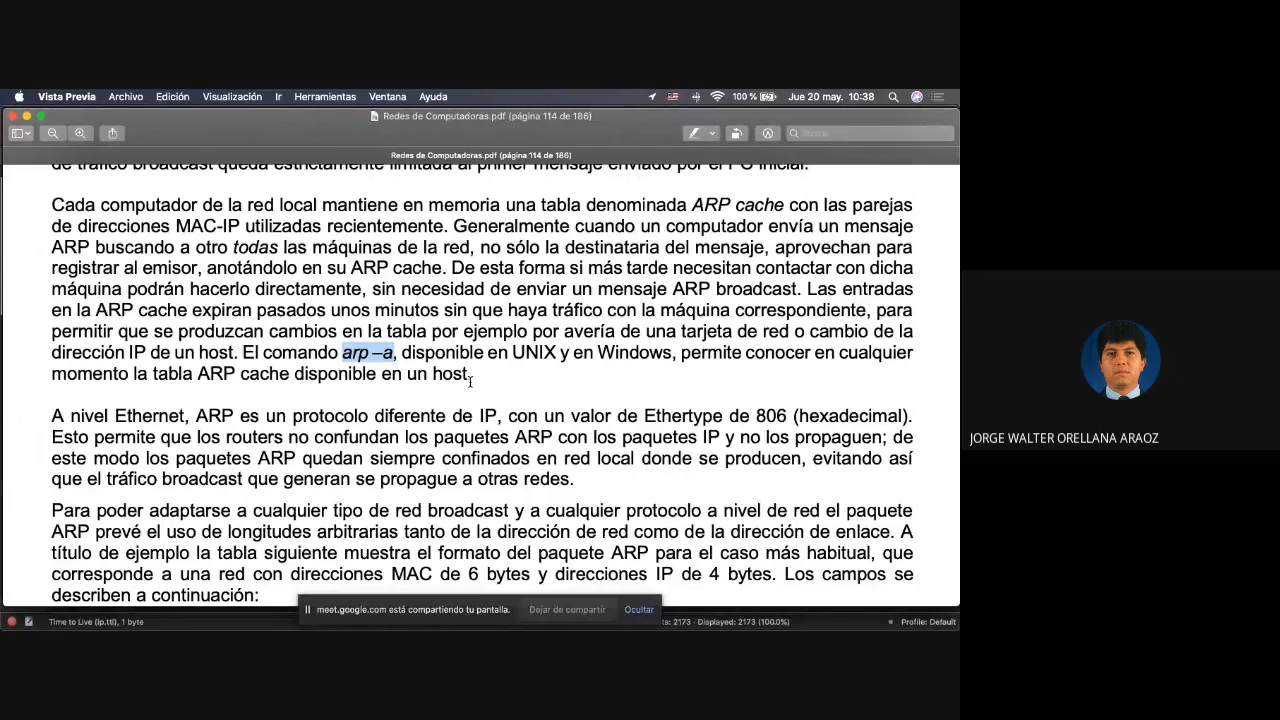 Vista Previa Archivo Edición Visualización Ir Herramientas Ventana Ayuda 100 % Jue 20 may. 10:38
Redes de Computadoras.pdf (página 114 de 186)
Buscar
Redes de Computadoras.pdf (página 114 de 186)
de tráfico broadcast queda estrictamente limitada al primer mensaje enviado por el PC inicial.
Cada computador de la red local mantiene en memoria una tabla denominada ARP cache con las parejas
de direcciones MAC-IP utilizadas recientemente. Generalmente cuando un computador envía un mensaje
ARP buscando a otro todas las máquinas de la red, no sólo la destinataria del mensaje, aprovechan para
registrar al emisor, anotándolo en su ARP cache. De esta forma si más tarde necesitan contactar con dicha
máquina podrán hacerlo directamente, sin necesidad de enviar un mensaje ARP broadcast. Las entradas
en la ARP cache expiran pasados unos minutos sin que haya tráfico con la máquina correspondiente, para
permitir que se produzcan cambios en la tabla por ejemplo por avería de una tarjeta de red o cambio de la
dirección IP de un host. El comando arp –a, disponible en UNIX y en Windows, permite conocer en cualquier
momento la tabla ARP cache disponible en un host.
A nivel Ethernet, ARP es un protocolo diferente de IP, con un valor de Ethertype de 806 (hexadecimal).
Esto permite que los routers no confundan los paquetes ARP con los paquetes IP y no los propaguen; de
este modo los paquetes ARP quedan siempre confinados en red local donde se producen, evitando así
que el tráfico broadcast que generan se propague a otras redes.
Para poder adaptarse a cualquier tipo de red broadcast y a cualquier protocolo a nivel de red el paquete
ARP prevé el uso de longitudes arbitrarias tanto de la dirección de red como de la dirección de enlace. A
título de ejemplo la tabla siguiente muestra el formato del paquete ARP para el caso más habitual, que
corresponde a una red con direcciones MAC de 6 bytes y direcciones IP de 4 bytes. Los campos se
describen a continuación:
meet.google.com está compartiendo tu pantalla. Dejar de compartir Ocultar
Time to Live (ip.ttl), 1 byte ts: 2173 · Displayed: 2173 (100.0%) Profile: Default
JORGE WALTER ORELLANA ARAOZ